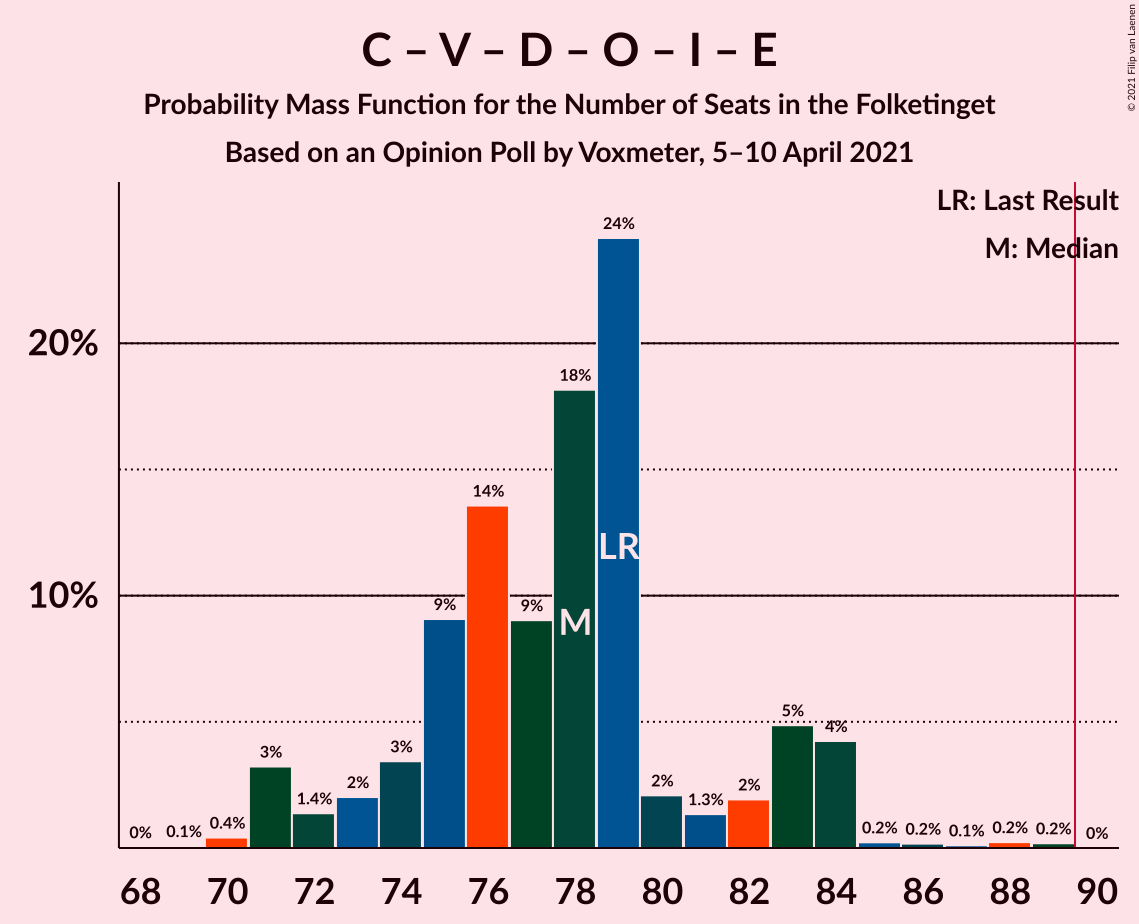 C – V – D – O – I – E
Probability Mass Function for the Number of Seats in the Folketinget
Based on an Opinion Poll by Voxmeter, 5–10 April 2021
© 2021 Filip van Laenen
LR: Last Result
M: Median
24%
20%
18%
14%
LR
10%
9%
9%
M
5%
4%
3%
3%
2%
2%
2%
1.4%
1.3%
0%
0.1%
0.4%
0.2%
0.2%
0.1%
0.2%
0.2%
0%
68 70 72 74 76 78 80 82 84 86 88 90